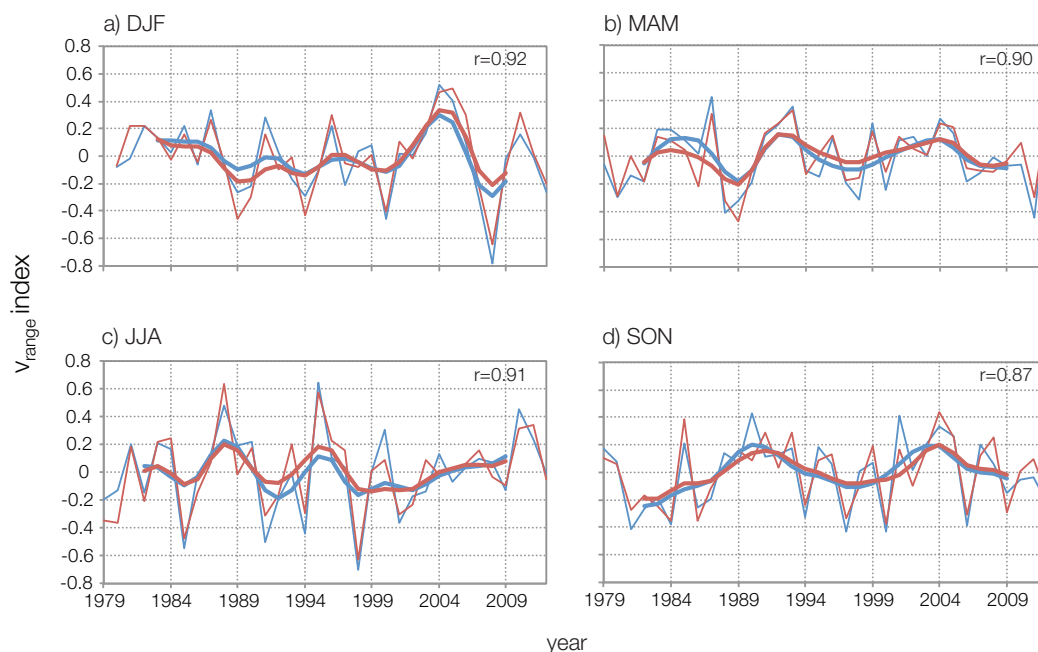 a) DJF
b) MAM
0.8
0.6
0.4
0.2
0
-0.2
-0.4
-0.6
-0.8
r=0.92
r=0.90
v_range index
c) JJA
d) SON
0.8
0.6
0.4
0.2
0
-0.2
-0.4
-0.6
-0.8
r=0.91
r=0.87
1979 1984 1989 1994 1999 2004 2009
1979 1984 1989 1994 1999 2004 2009
year